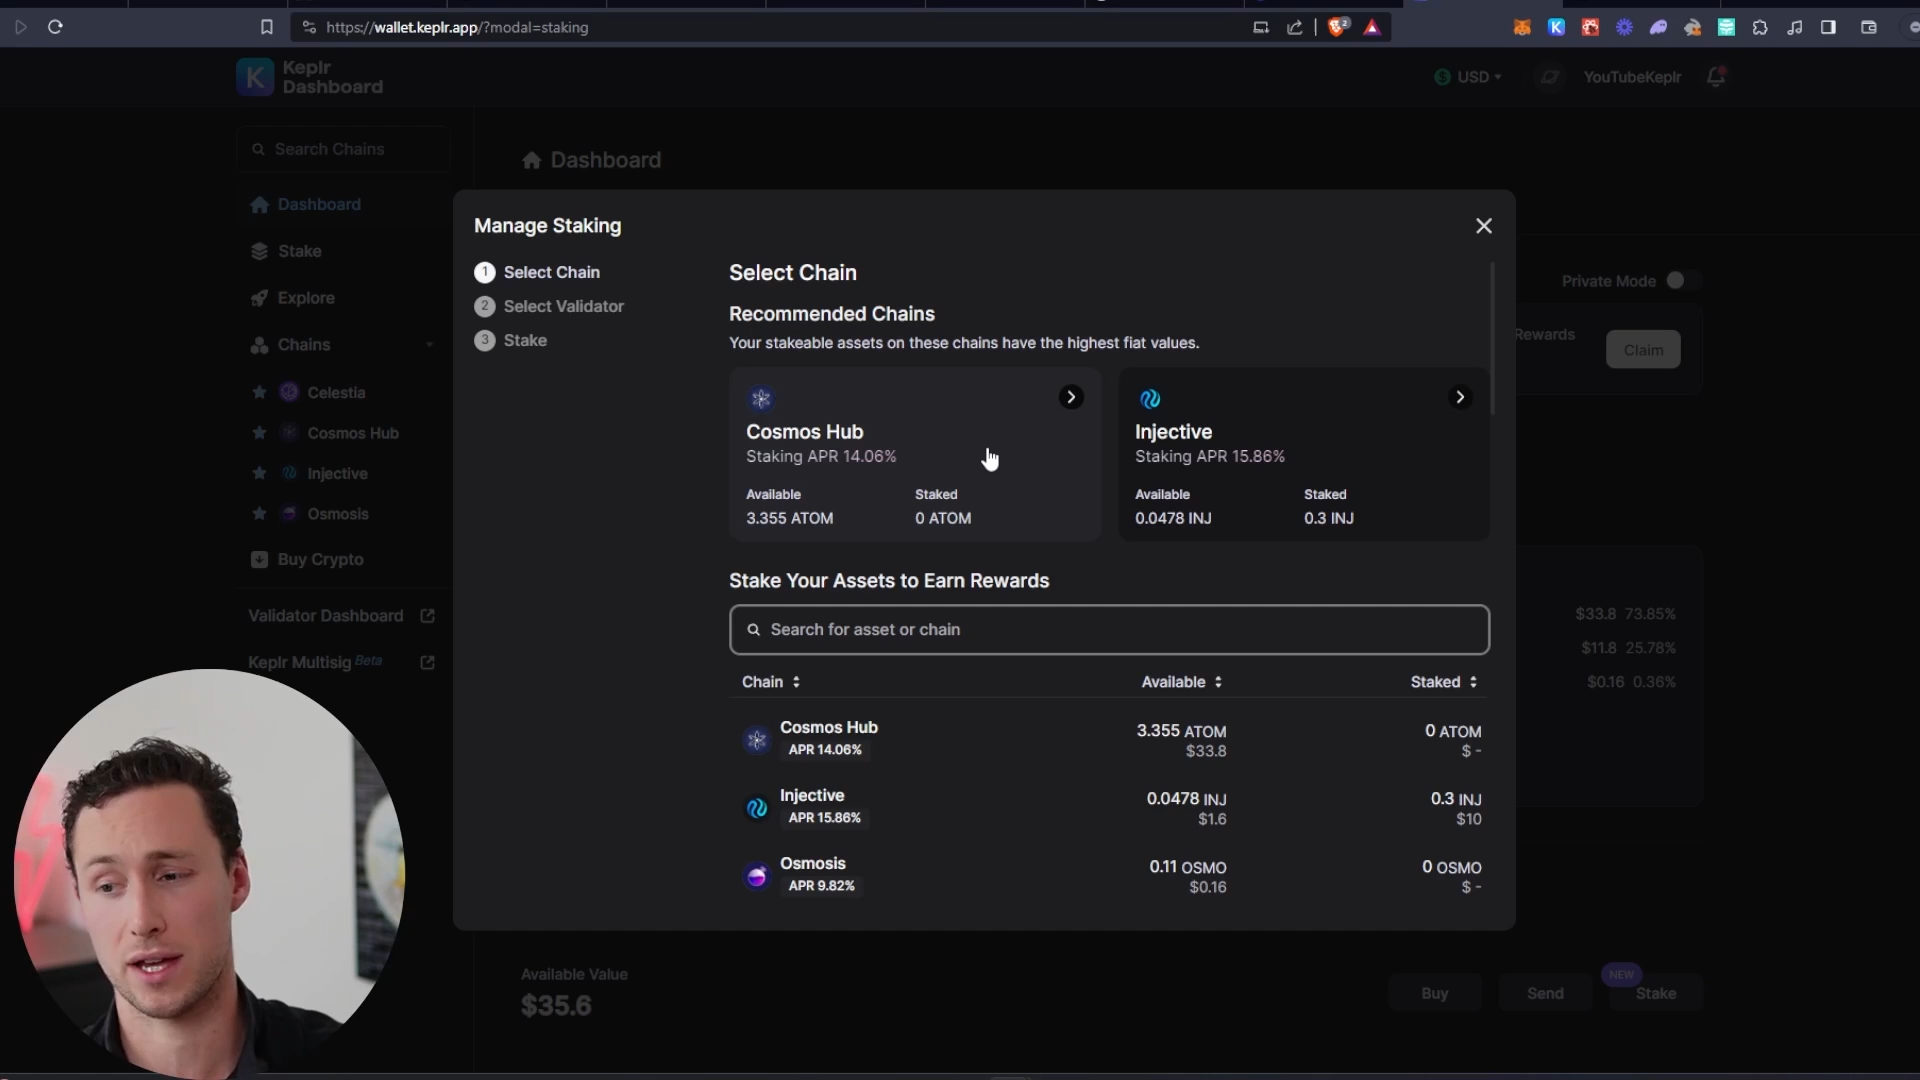 https://wallet.keplr.app/?modal=staking
2
Keplr
Dashboard
USD
YouTubeKeplr
Search Chains
Dashboard
Stake
Explore
Chains
Celestia
Cosmos Hub
Injective
Osmosis
Buy Crypto
Validator Dashboard
Keplr Multisig Beta
Dashboard
Private Mode
Rewards
Claim
Manage Staking
1 Select Chain
2 Select Validator
3 Stake
Select Chain
Recommended Chains
Your stakeable assets on these chains have the highest fiat values.
Cosmos Hub
Staking APR 14.06%
Available Staked
3.355 ATOM 0 ATOM
Injective
Staking APR 15.86%
Available Staked
0.0478 INJ 0.3 INJ
Stake Your Assets to Earn Rewards
Search for asset or chain
Chain Available Staked
Cosmos Hub 3.355 ATOM 0 ATOM
APR 14.06% $33.8 $ -
Injective 0.0478 INJ 0.3 INJ
APR 15.86% $1.6 $10
Osmosis 0.11 OSMO 0 OSMO
APR 9.82% $0.16 $ -
$33.8 73.85%
$11.8 25.78%
$0.16 0.36%
Available Value
$35.6
Buy
Send
NEW
Stake